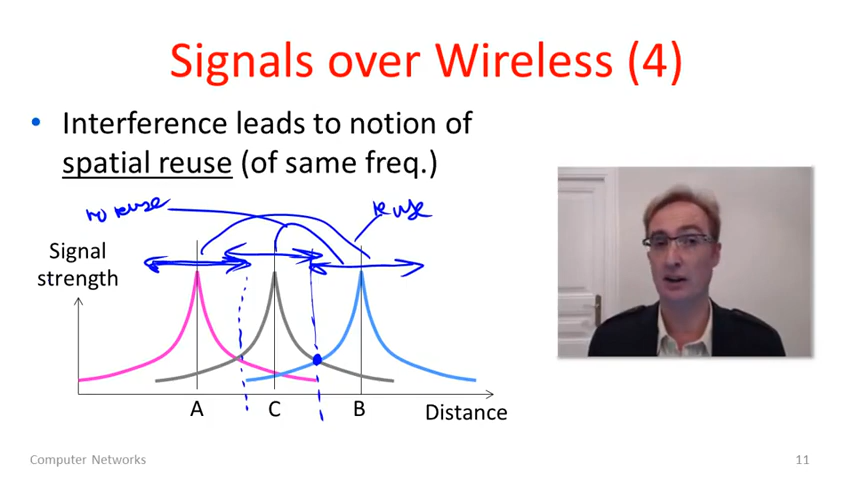 Signals over Wireless (4)
• Interference leads to notion of
spatial reuse (of same freq.)
no reuse
reuse
Signal
strength
A
C
B
Distance
Computer Networks
11